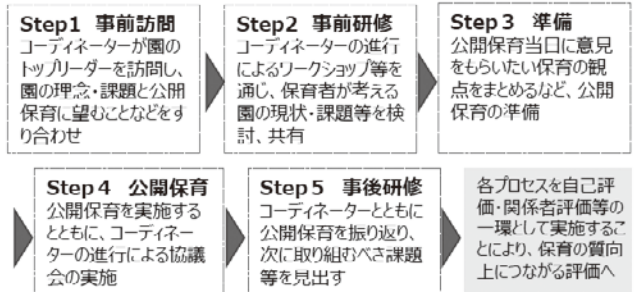 Step1 事前訪問
コーディネーターが園の
トップリーダーを訪問し、
園の理念・課題と公開
保育に望むことなどをす
り合わせ
Step2 事前研修
コーディネーターの進行
によるワークショップ等を
通じ、保育者が考える
園の現状・課題等を検
討、共有
Step3 準備
公開保育当日に意見
をもらいたい保育の観
点をまとめるなど、公開
保育の準備
Step4 公開保育
公開保育を実施する
とともに、コーディネー
ターの進行による協議
会の実施
Step5 事後研修
コーディネーターとともに
公開保育を振り返り、
次に取り組むべき課題
等を見出す
各プロセスを自己評
価・関係者評価等の
一環として実施するこ
とにより、保育の質向
上につながる評価へ